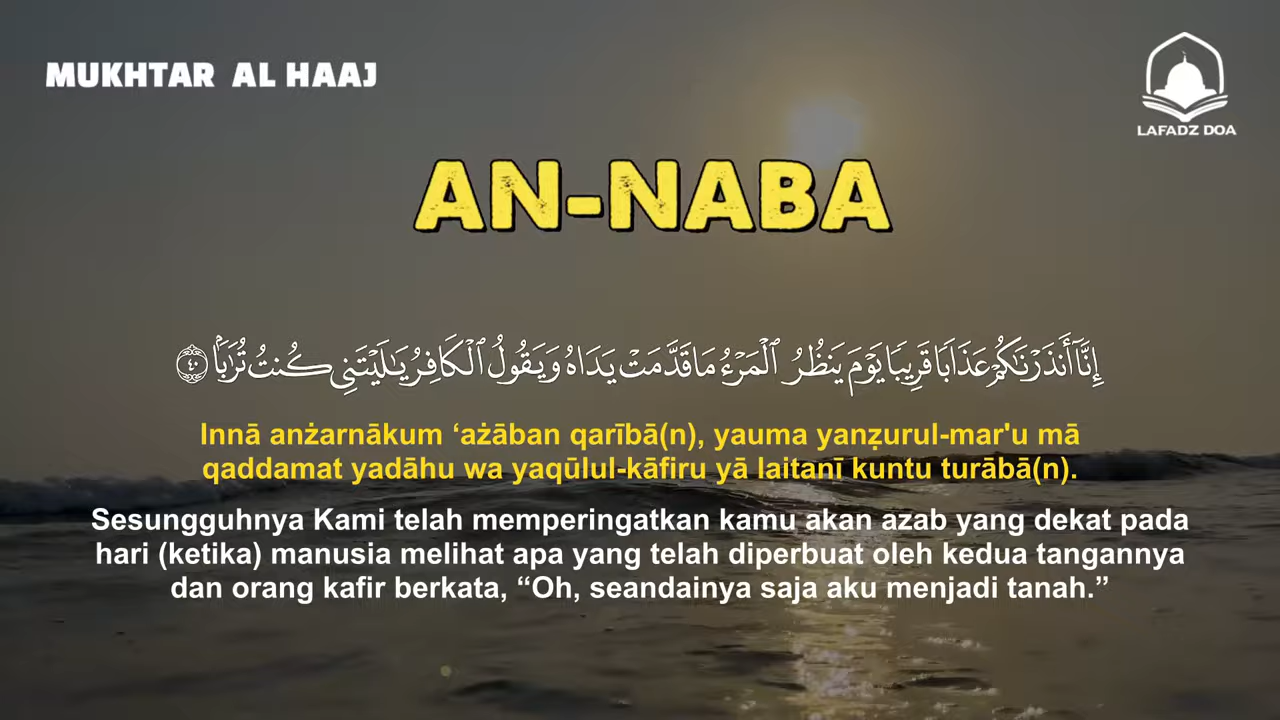 MUKHTAR AL HAAJ
LAFADZ DOA
AN-NABA
إِنَّآ أَنذَرْنَٰكُمْ عَذَابًا قَرِيبًا يَوْمَ يَنظُرُ ٱلْمَرْءُ مَا قَدَّمَتْ يَدَاهُ وَيَقُولُ ٱلْكَافِرُ يَٰلَيْتَنِى كُنتُ تُرَٰبًۢا ٤٠
Innā anżarnākum ‘ażāban qarībā(n), yauma yanẓurul-mar'u mā
qaddamat yadāhu wa yaqūlul-kāfiru yā laitanī kuntu turābā(n).
Sesungguhnya Kami telah memperingatkan kamu akan azab yang dekat pada
hari (ketika) manusia melihat apa yang telah diperbuat oleh kedua tangannya
dan orang kafir berkata, “Oh, seandainya saja aku menjadi tanah.”